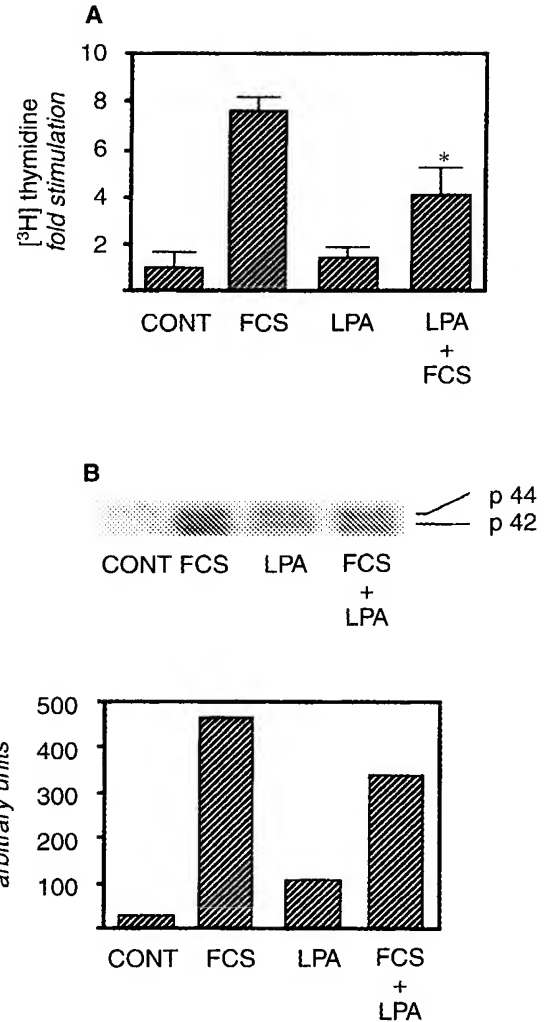 A
10
8
6
4
2
[³H] thymidine
fold stimulation
*
CONT FCS LPA LPA
+
FCS
B
p 44
p 42
CONT FCS LPA FCS
+
LPA
500
400
300
200
100
arbitrary units
CONT FCS LPA FCS
+
LPA